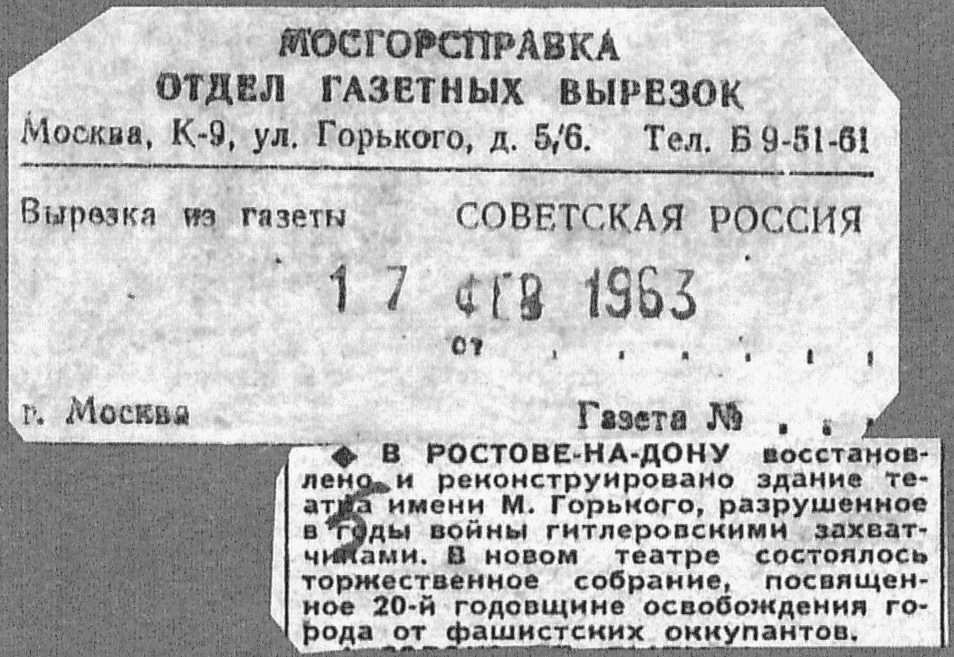 МОСГОРСПРАВКА
ОТДЕЛ ГАЗЕТНЫХ ВЫРЕЗОК
Москва, К-9, ул. Горького, д. 5/6. Тел. Б 9-51-61
Вырезка из газеты СОВЕТСКАЯ РОССИЯ
17 ФЕВ 1963
от . . . . . . .
г. Москва Газета № . . .
◆ В РОСТОВЕ-НА-ДОНУ восстанов-
лено и реконструировано здание те-
атра имени М. Горького, разрушенное
в годы войны гитлеровскими захват-
чиками. В новом театре состоялось
торжественное собрание, посвящен-
ное 20-й годовщине освобождения го-
рода от фашистских оккупантов.